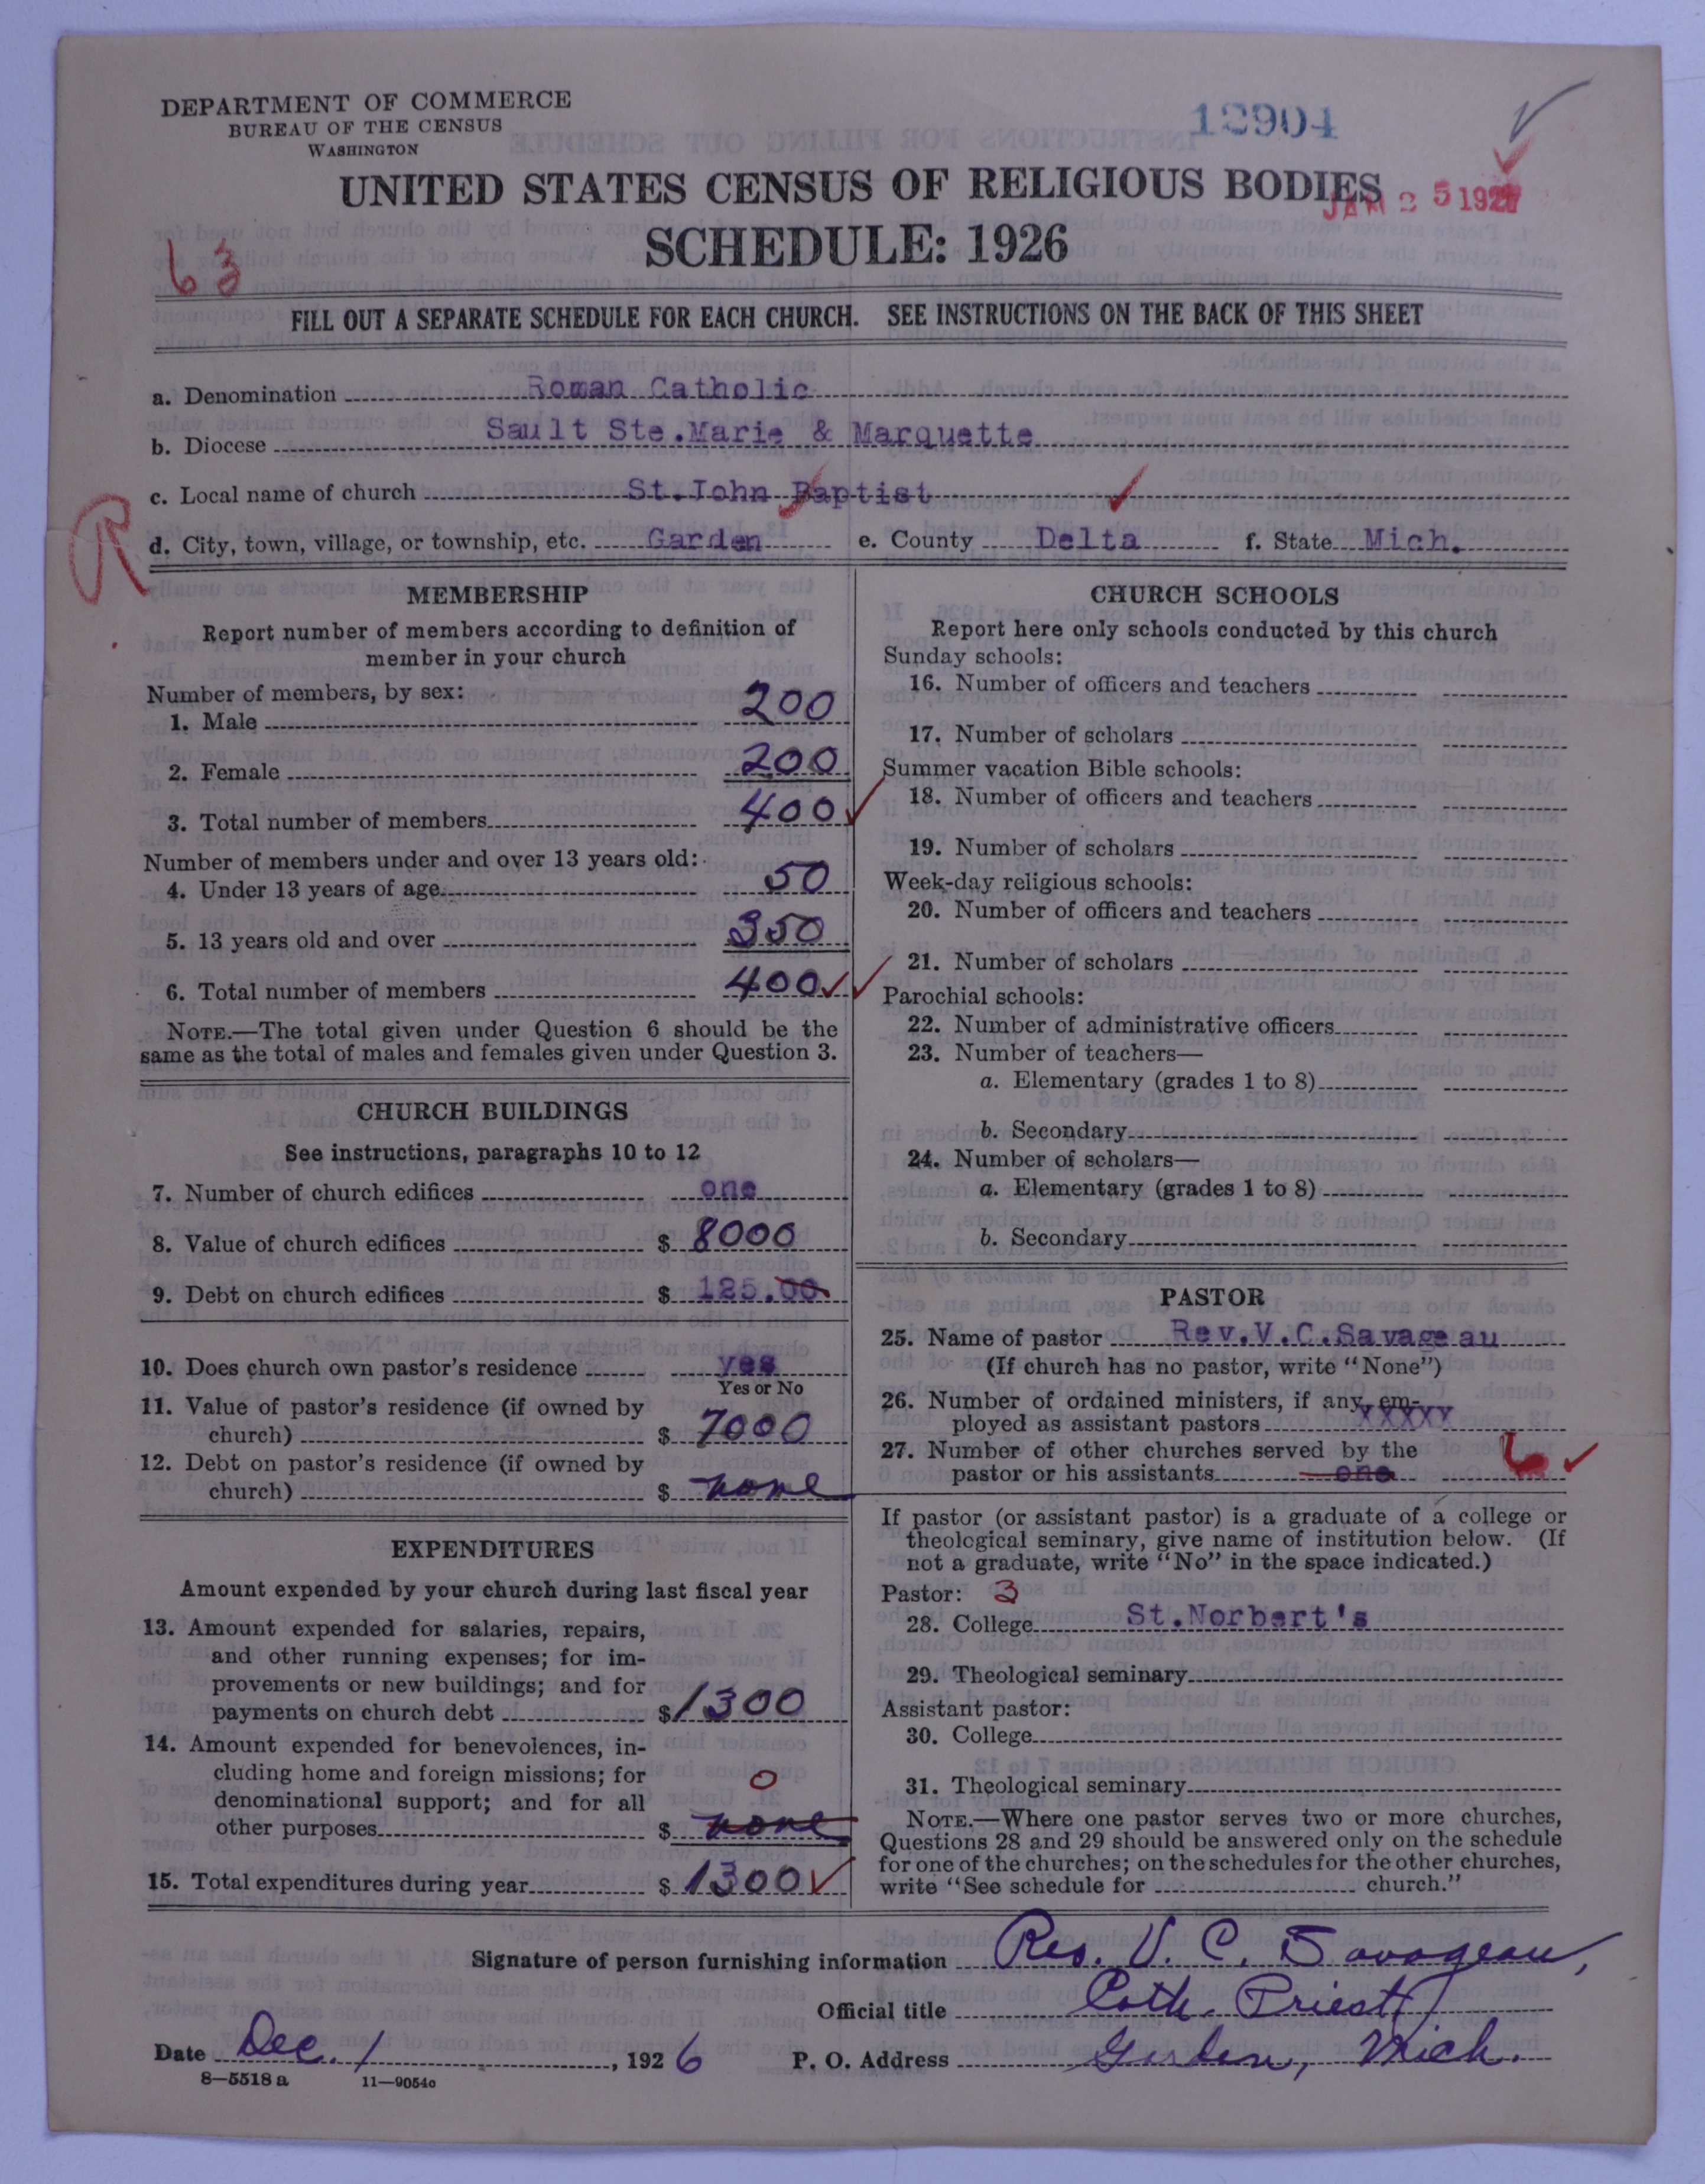 DEPARTMENT OF COMMERCE
BUREAU OF THE CENSUS
WASHINGTON
12904
UNITED STATES CENSUS OF RELIGIOUS BODIES
JAN 25 1927
SCHEDULE: 1926
63
FILL OUT A SEPARATE SCHEDULE FOR EACH CHURCH. SEE INSTRUCTIONS ON THE BACK OF THIS SHEET
a. Denomination Roman Catholic
b. Diocese Sault Ste.Marie & Marquette
c. Local name of church St.John Baptist
R
d. City, town, village, or township, etc. Garden e. County Delta f. State Mich.
MEMBERSHIP
Report number of members according to definition of
member in your church
Number of members, by sex:
1. Male 200
2. Female 200
3. Total number of members 400
Number of members under and over 13 years old:
4. Under 13 years of age 50
5. 13 years old and over 350
6. Total number of members 400
NOTE.—The total given under Question 6 should be the
same as the total of males and females given under Question 3.
CHURCH BUILDINGS
See instructions, paragraphs 10 to 12
7. Number of church edifices one
8. Value of church edifices $ 8000
9. Debt on church edifices $ 125.00
10. Does church own pastor's residence yes
Yes or No
11. Value of pastor's residence (if owned by
church) $ 7000
12. Debt on pastor's residence (if owned by
church) $ none
EXPENDITURES
Amount expended by your church during last fiscal year
13. Amount expended for salaries, repairs,
and other running expenses; for im-
provements or new buildings; and for
payments on church debt $ 1300
14. Amount expended for benevolences, in-
cluding home and foreign missions; for 0
denominational support; and for all
other purposes $ none
15. Total expenditures during year $ 1300
CHURCH SCHOOLS
Report here only schools conducted by this church
Sunday schools:
16. Number of officers and teachers
17. Number of scholars
Summer vacation Bible schools:
18. Number of officers and teachers
19. Number of scholars
Week-day religious schools:
20. Number of officers and teachers
21. Number of scholars
Parochial schools:
22. Number of administrative officers
23. Number of teachers—
a. Elementary (grades 1 to 8)
b. Secondary
24. Number of scholars—
a. Elementary (grades 1 to 8)
b. Secondary
PASTOR
25. Name of pastor Rev.V.C.Savageau
(If church has no pastor, write "None")
26. Number of ordained ministers, if any, em-
ployed as assistant pastors XXXXX
27. Number of other churches served by the
pastor or his assistants one 6
If pastor (or assistant pastor) is a graduate of a college or
theological seminary, give name of institution below. (If
not a graduate, write "No" in the space indicated.)
Pastor: 3
28. College St.Norbert's
29. Theological seminary
Assistant pastor:
30. College
31. Theological seminary
NOTE.—Where one pastor serves two or more churches,
Questions 28 and 29 should be answered only on the schedule
for one of the churches; on the schedules for the other churches,
write "See schedule for church."
Signature of person furnishing information Rev. V. C. Savageau,
Official title Cath. Priest
Date Dec. 1, 1926 P. O. Address Garden, Mich.
8—5518 a 11—9054c